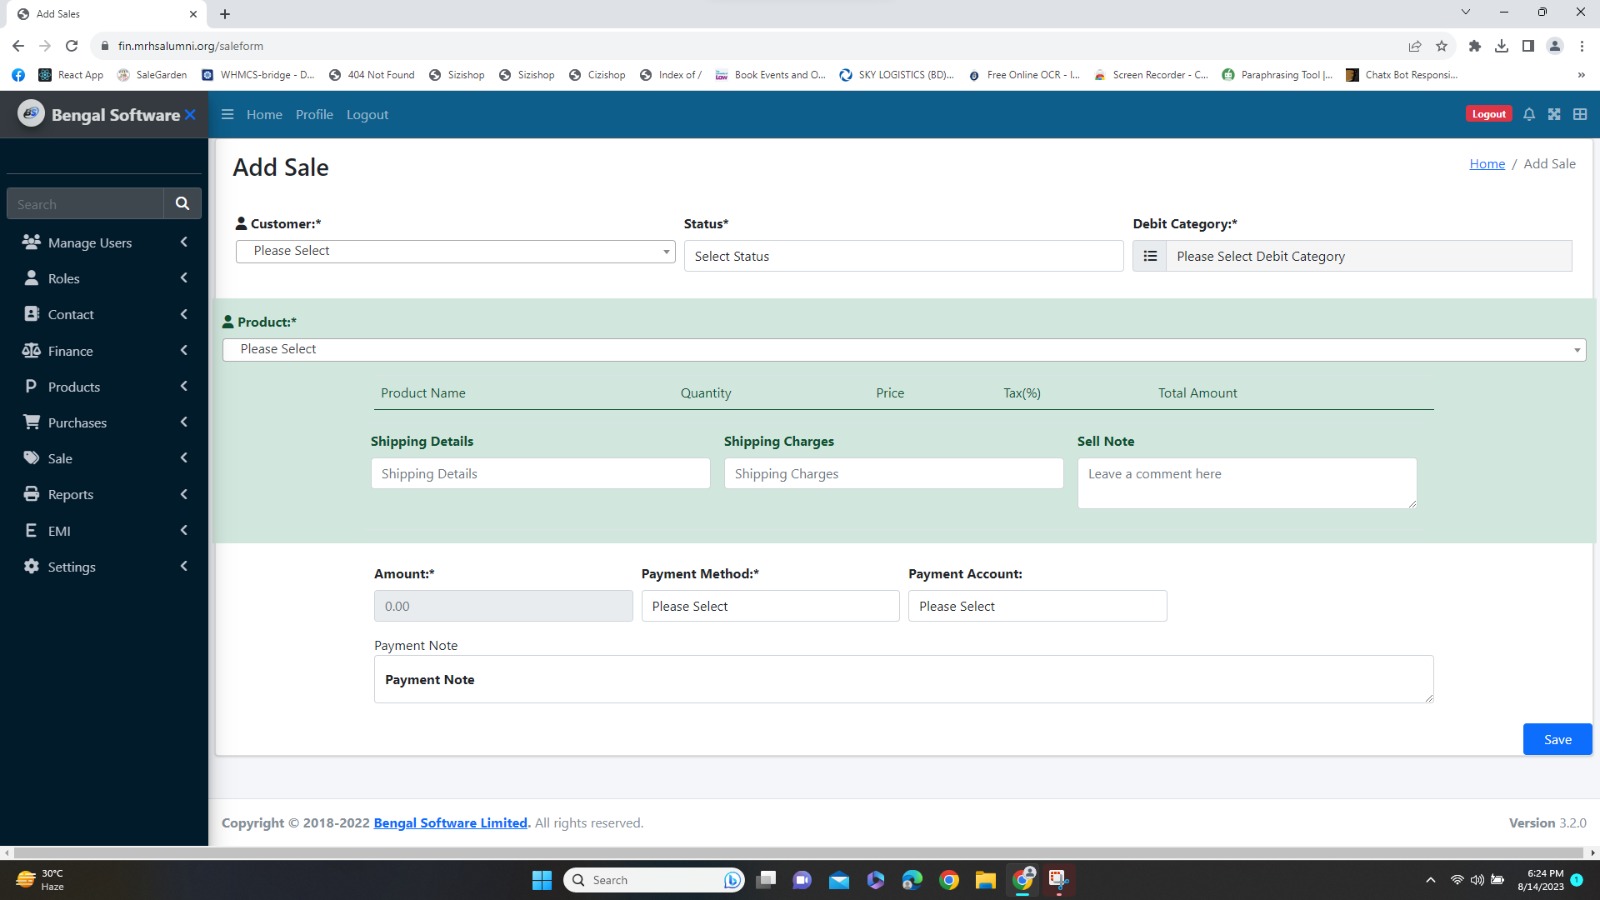 Add Sales
fin.mrhsalumni.org/saleform
React App SaleGarden WHMCS-bridge - D... 404 Not Found Sizishop Sizishop Cizishop Index of / Book Events and O... SKY LOGISTICS (BD)... Free Online OCR - I... Screen Recorder - C... Paraphrasing Tool |... Chatx Bot Responsi... »
Bengal Software Home Profile Logout Logout
Add Sale Home / Add Sale
Search
Manage Users
Roles
Contact
Finance
P Products
Purchases
Sale
Reports
E EMI
Settings
Customer:* Status* Debit Category:*
Please Select Select Status Please Select Debit Category
Product:*
Please Select
Product Name Quantity Price Tax(%) Total Amount
Shipping Details Shipping Charges Sell Note
Shipping Details Shipping Charges Leave a comment here
Amount:* Payment Method:* Payment Account:
0.00 Please Select Please Select
Payment Note
Payment Note
Save
Copyright © 2018-2022 Bengal Software Limited. All rights reserved. Version 3.2.0
30°C
Haze
Search
6:24 PM
8/14/2023
1